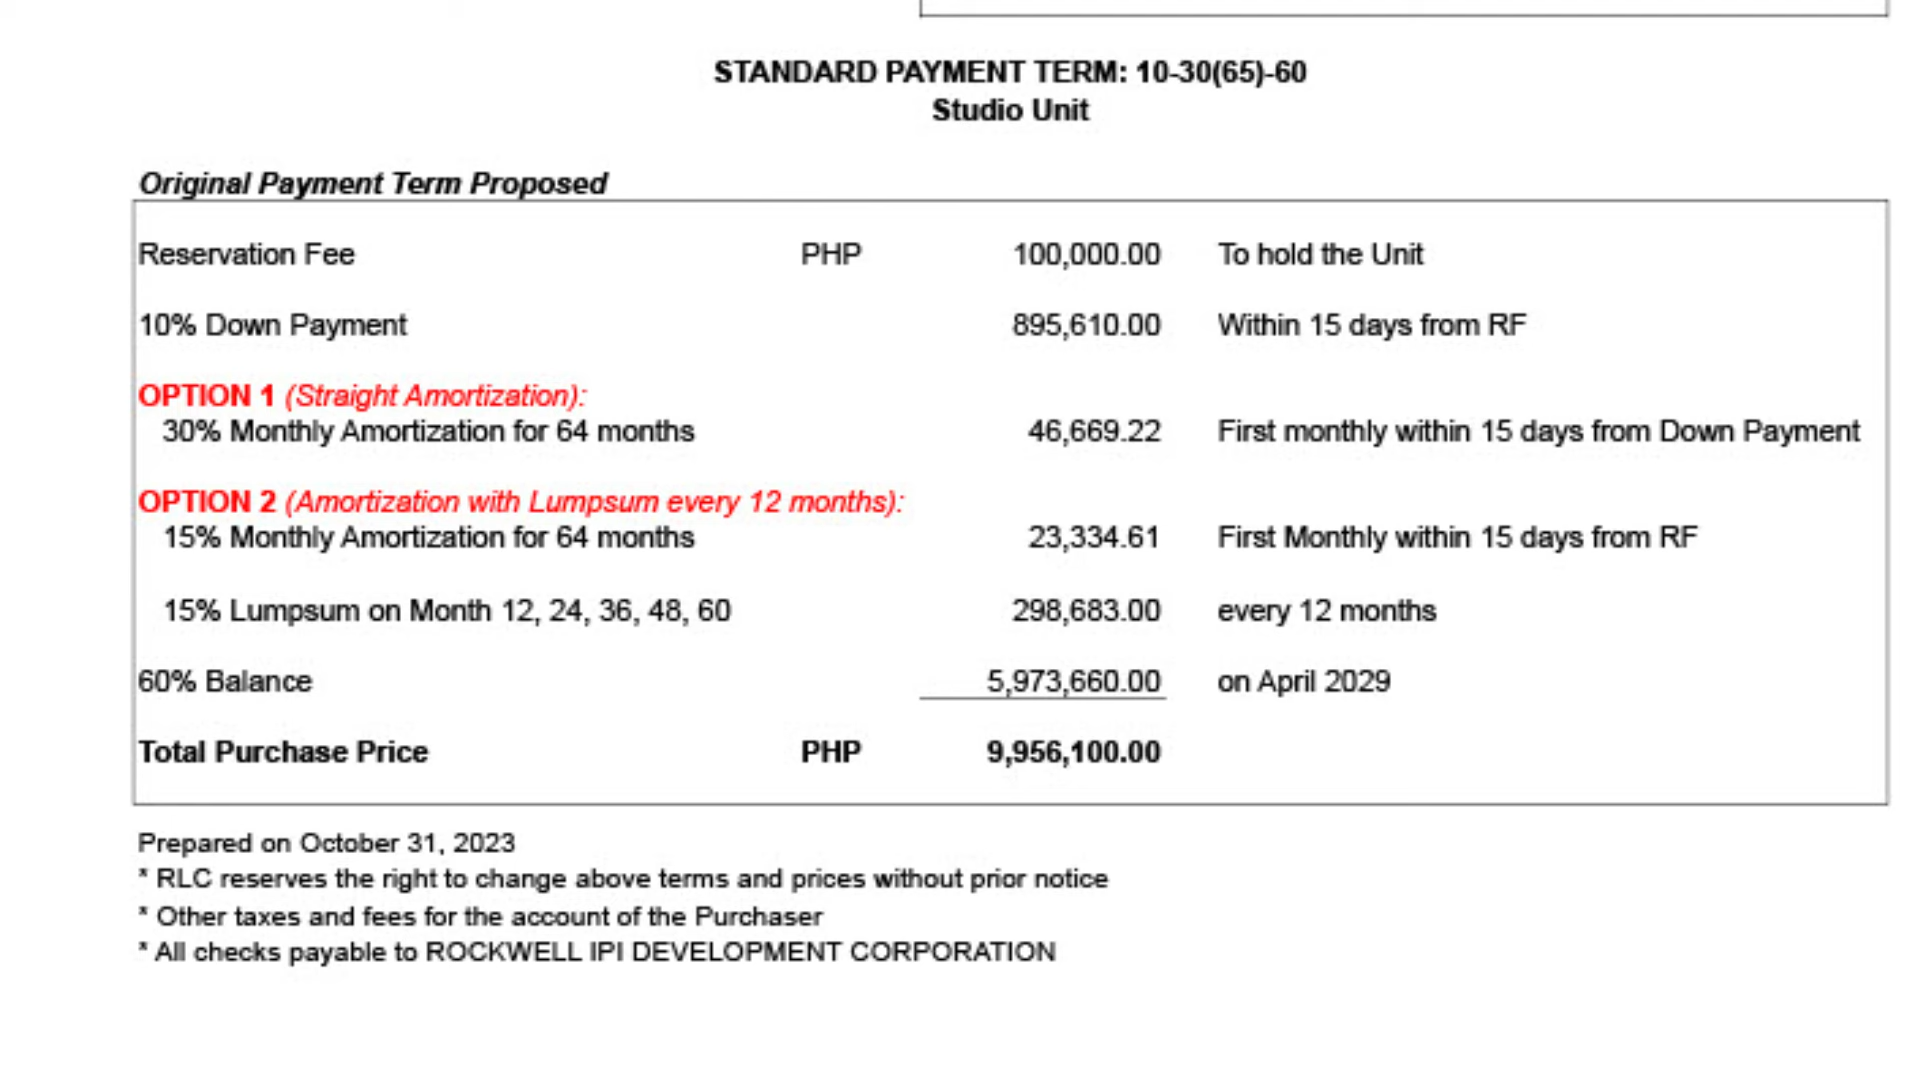 STANDARD PAYMENT TERM: 10-30(65)-60
Studio Unit
Original Payment Term Proposed
Reservation Fee PHP 100,000.00 To hold the Unit
10% Down Payment 895,610.00 Within 15 days from RF
OPTION 1 (Straight Amortization):
30% Monthly Amortization for 64 months 46,669.22 First monthly within 15 days from Down Payment
OPTION 2 (Amortization with Lumpsum every 12 months):
15% Monthly Amortization for 64 months 23,334.61 First Monthly within 15 days from RF
15% Lumpsum on Month 12, 24, 36, 48, 60 298,683.00 every 12 months
60% Balance 5,973,660.00 on April 2029
Total Purchase Price PHP 9,956,100.00
Prepared on October 31, 2023
* RLC reserves the right to change above terms and prices without prior notice
* Other taxes and fees for the account of the Purchaser
* All checks payable to ROCKWELL IPI DEVELOPMENT CORPORATION